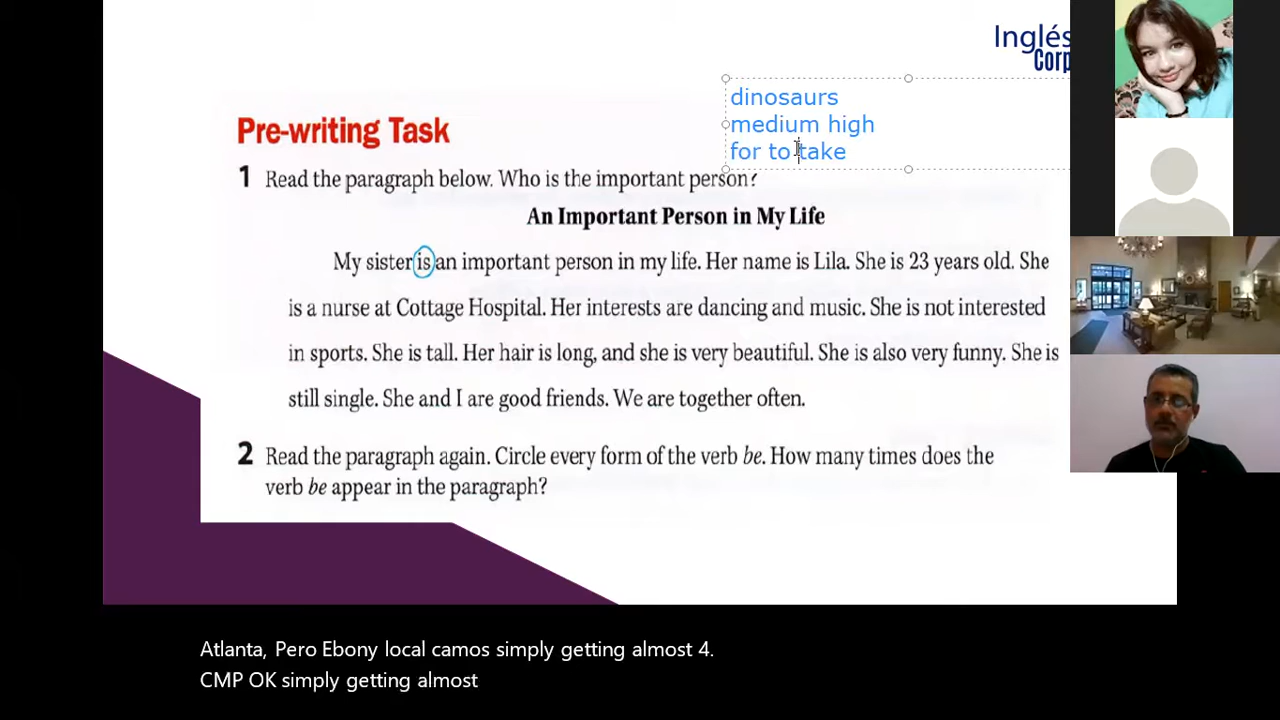 Inglés
Corp
dinosaurs
medium high
for to take
Pre-writing Task
1 Read the paragraph below. Who is the important person?
An Important Person in My Life
My sister is an important person in my life. Her name is Lila. She is 23 years old. She
is a nurse at Cottage Hospital. Her interests are dancing and music. She is not interested
in sports. She is tall. Her hair is long, and she is very beautiful. She is also very funny. She is
still single. She and I are good friends. We are together often.
2 Read the paragraph again. Circle every form of the verb be. How many times does the
verb be appear in the paragraph?
Atlanta, Pero Ebony local camos simply getting almost 4.
CMP OK simply getting almost